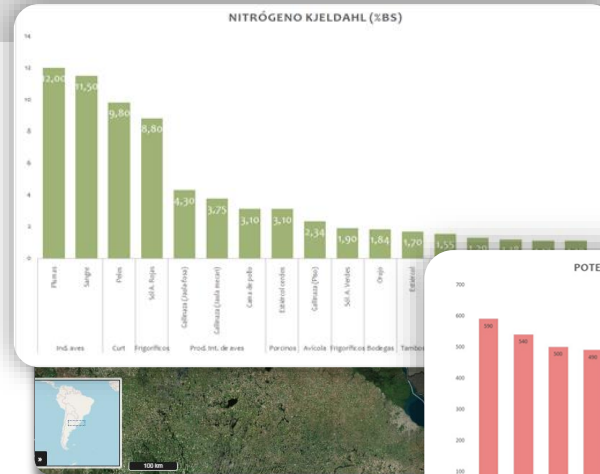 NITRÓGENO KJELDAHL (%BS)
14
12
10
8
6
4
2
0
12,00
11,50
9,80
8,80
4,30
3,75
3,10
3,10
2,34
1,90
1,84
1,70
1,55
Plumas
Sangre
Pelos
Sól A. Rojas
Gallinaza (Jaula fosa)
Gallinaza (Jaula mecan)
Cama de pollo
Estiércol cerdos
Gallinaza (Piso)
Sól A. Verdes
Orujo
Estiércol
Ind. aves
Curt
Frigoríficos
Prod. Int. de aves
Porcinos
Avícola
Frigoríficos
Bodegas
Tambos
POTE
700
600
500
400
300
200
100
590
540
500
490
100 km
»